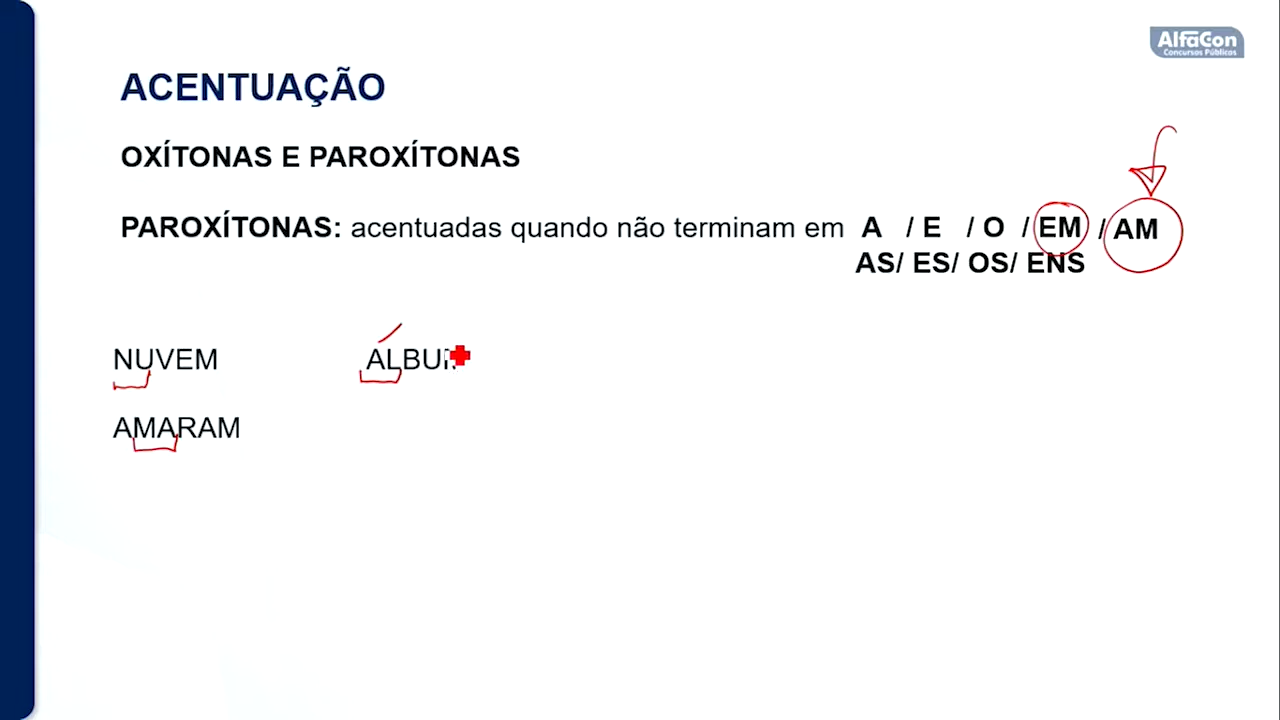 AlfaCon
Concursos Públicos
ACENTUAÇÃO
OXÍTONAS E PAROXÍTONAS
PAROXÍTONAS: acentuadas quando não terminam em A / E / O / EM / AM
AS/ ES/ OS/ ENS
NUVEM
AMARAM